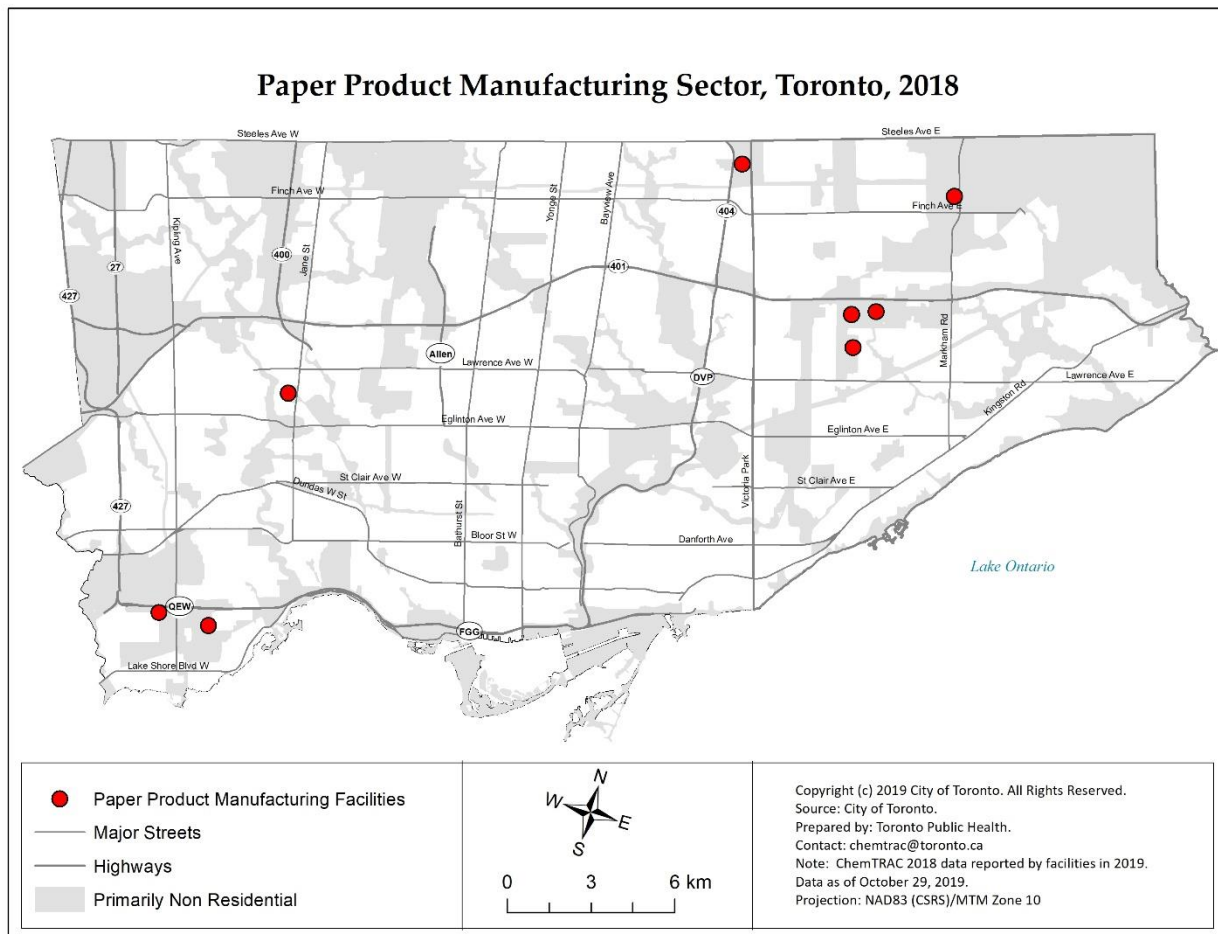 Paper Product Manufacturing Sector, Toronto, 2018
Steeles Ave W
Steeles Ave E
Finch Ave W
Finch Ave E
Kipling Ave
Jane St
Yonge St
Bayview Ave
404
400
27
401
427
Markham Rd
Allen
Lawrence Ave W
DVP
Lawrence Ave E
Kingston Rd
Eglinton Ave W
Eglinton Ave E
St Clair Ave W
St Clair Ave E
Dundas W St
Victoria Park
427
Bathurst St
Bloor St W
Danforth Ave
Lake Ontario
QEW
FGG
Lake Shore Blvd W
Paper Product Manufacturing Facilities
Major Streets
Highways
Primarily Non Residential
N
W
E
S
0 3 6 km
Copyright (c) 2019 City of Toronto. All Rights Reserved.
Source: City of Toronto.
Prepared by: Toronto Public Health.
Contact: chemtrac@toronto.ca
Note: ChemTRAC 2018 data reported by facilities in 2019.
Data as of October 29, 2019.
Projection: NAD83 (CSRS)/MTM Zone 10